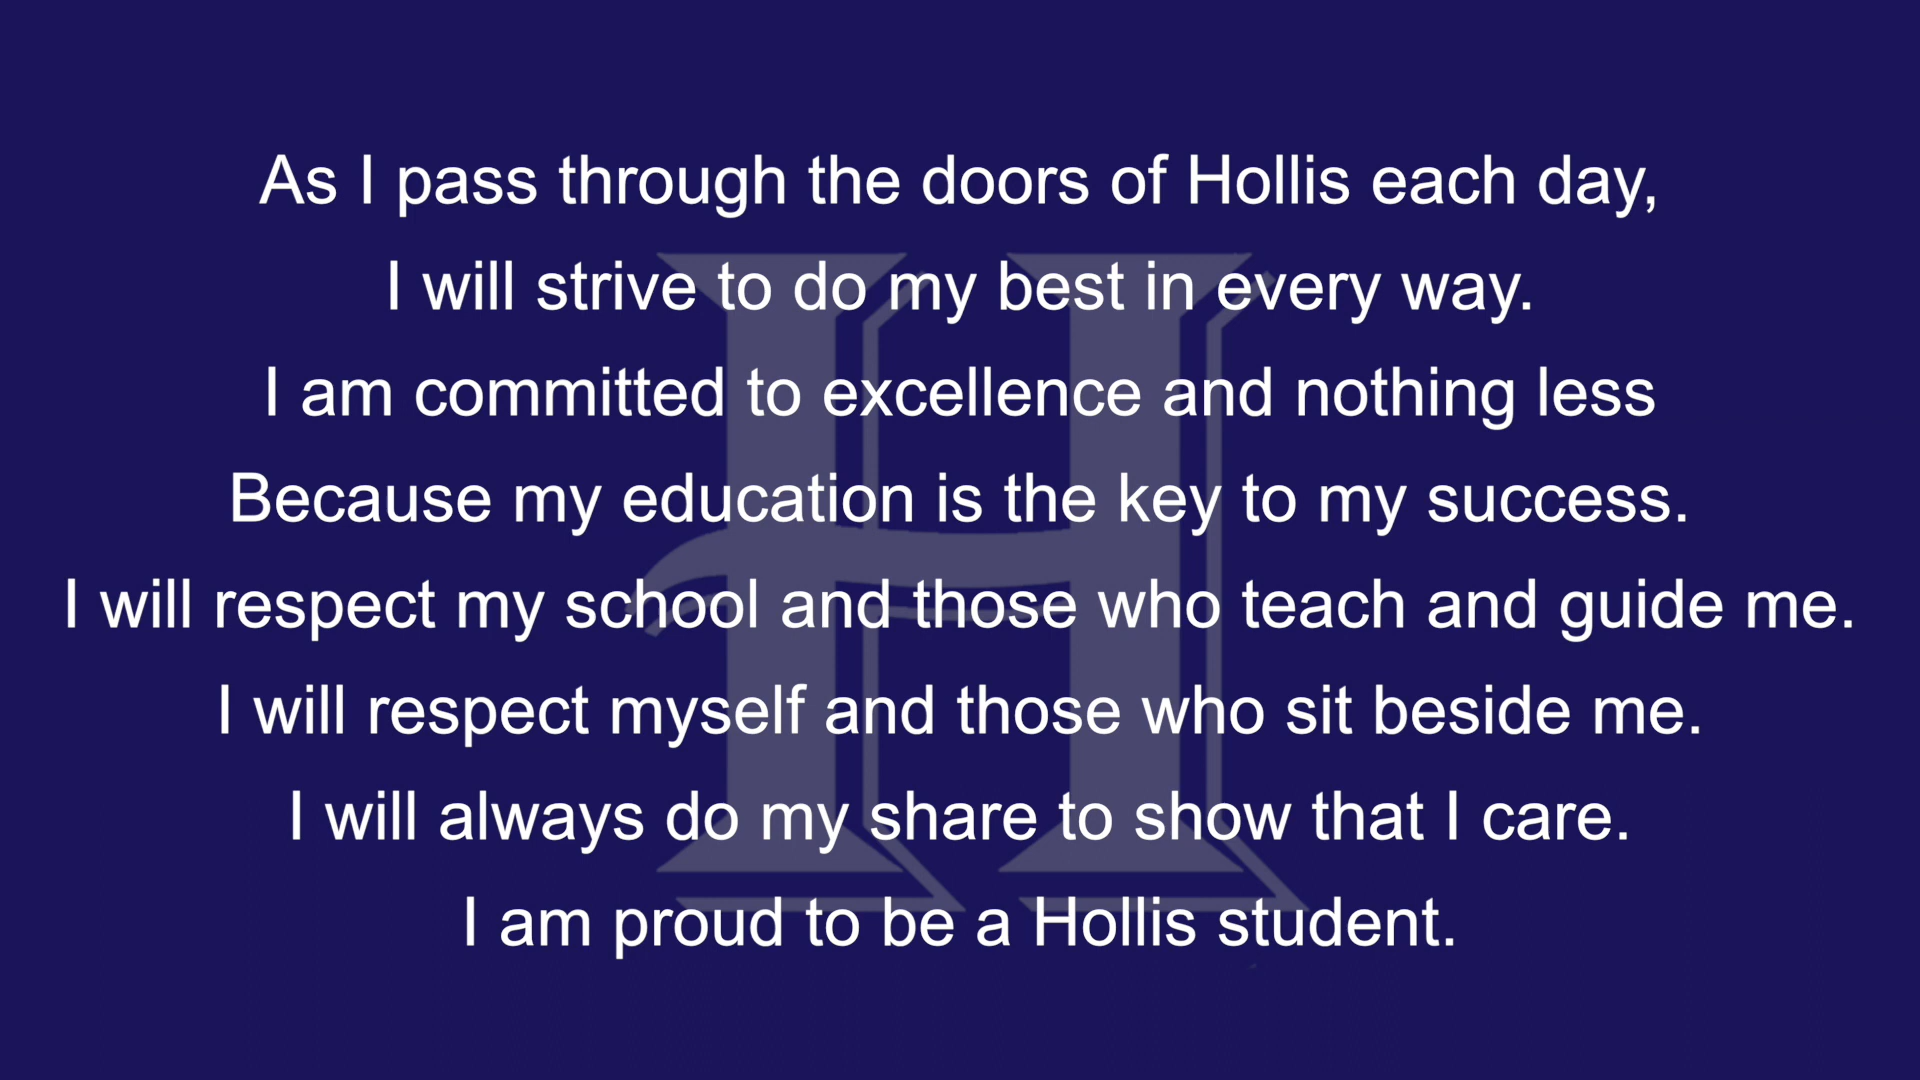 As I pass through the doors of Hollis each day,
I will strive to do my best in every way.
I am committed to excellence and nothing less
Because my education is the key to my success.
I will respect my school and those who teach and guide me.
I will respect myself and those who sit beside me.
I will always do my share to show that I care.
I am proud to be a Hollis student.
H